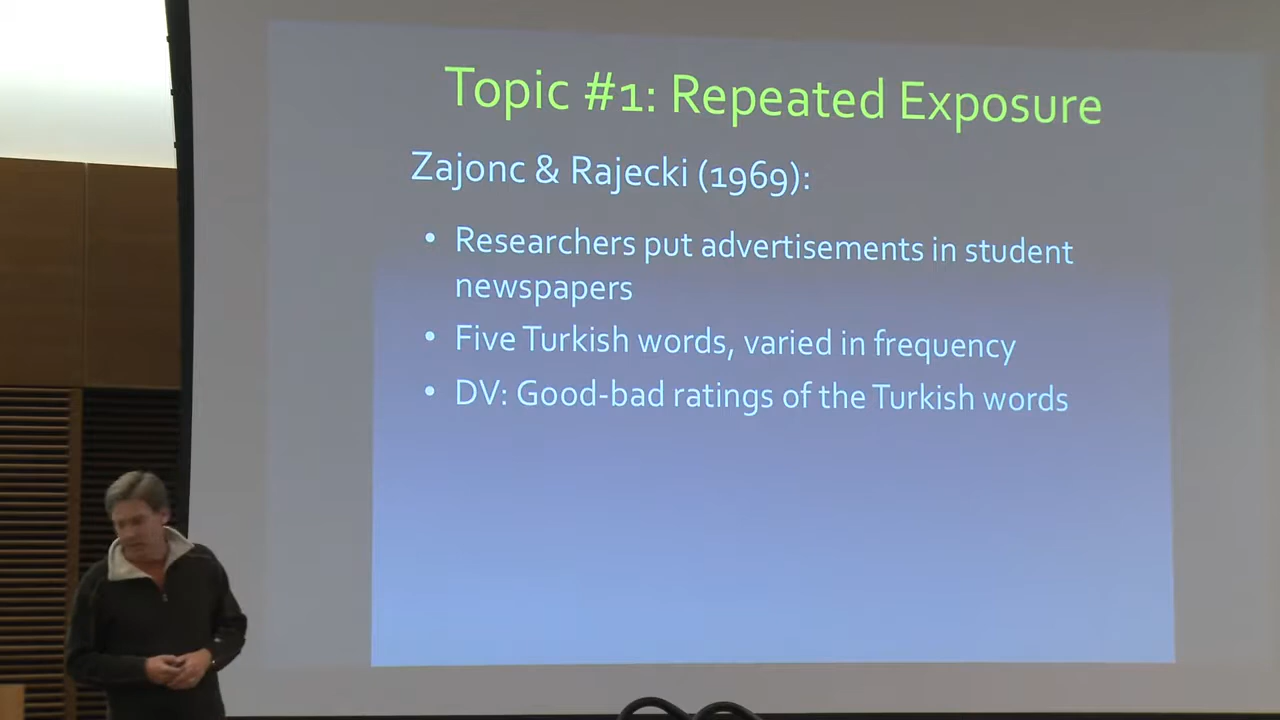 Topic #1: Repeated Exposure
Zajonc & Rajecki (1969):
• Researchers put advertisements in student
newspapers
• Five Turkish words, varied in frequency
• DV: Good-bad ratings of the Turkish words